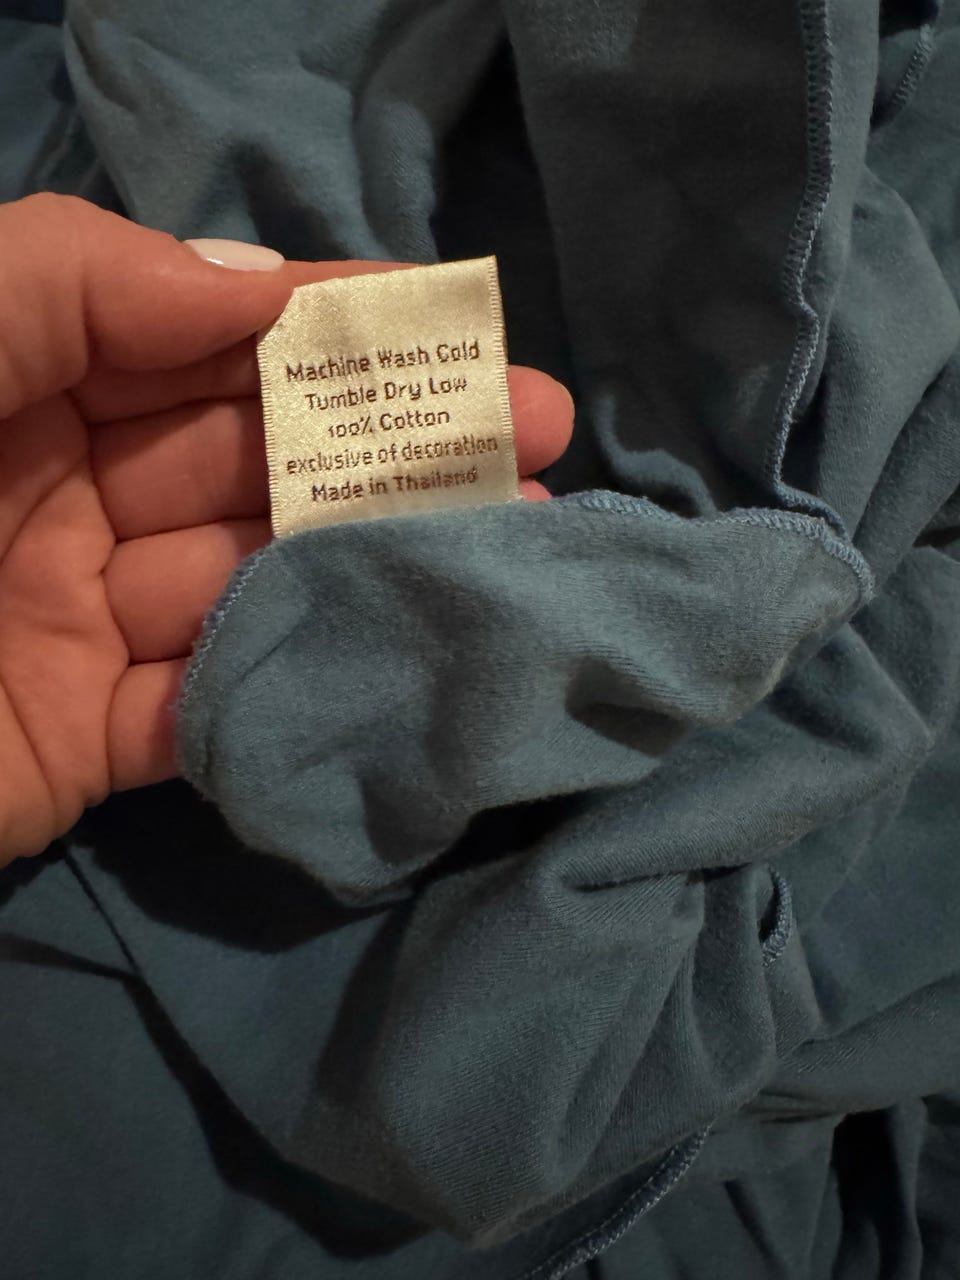 Machine Wash Cold
Tumble Dry Low
100% Cotton
exclusive of decoration
Made in Thailand